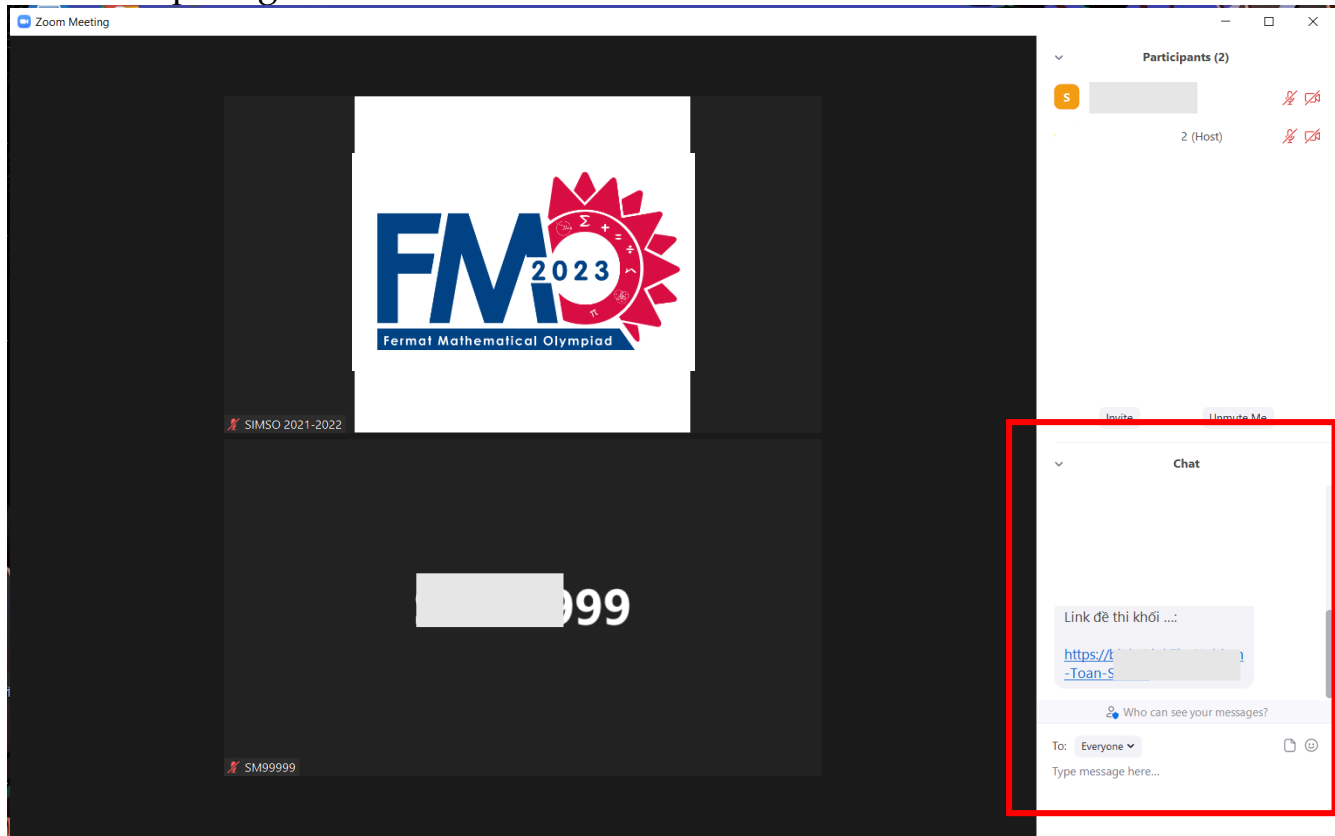 Zoom Meeting
Participants (2)
S
2 (Host)
FM
2023
Σ + = ÷
π
Fermat Mathematical Olympiad
SIMSO 2021-2022
Invite
Unmute Me
Chat
999
Link đề thi khối ...:
https://b
-Toan-S
Who can see your messages?
To: Everyone
Type message here...
SM99999